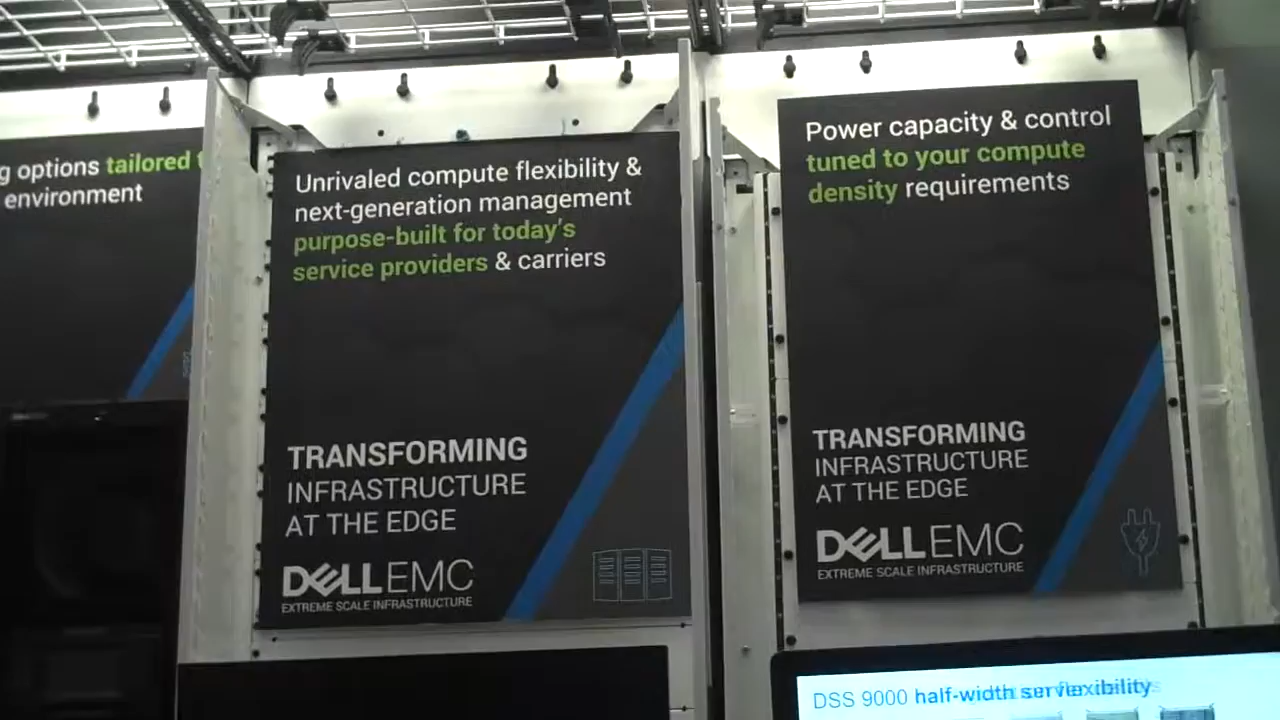 g options tailored
environment
Unrivaled compute flexibility &
next-generation management
purpose-built for today's
service providers & carriers
TRANSFORMING
INFRASTRUCTURE
AT THE EDGE
DELLEMC
EXTREME SCALE INFRASTRUCTURE
Power capacity & control
tuned to your compute
density requirements
TRANSFORMING
INFRASTRUCTURE
AT THE EDGE
DELLEMC
EXTREME SCALE INFRASTRUCTURE
DSS 9000 half-width